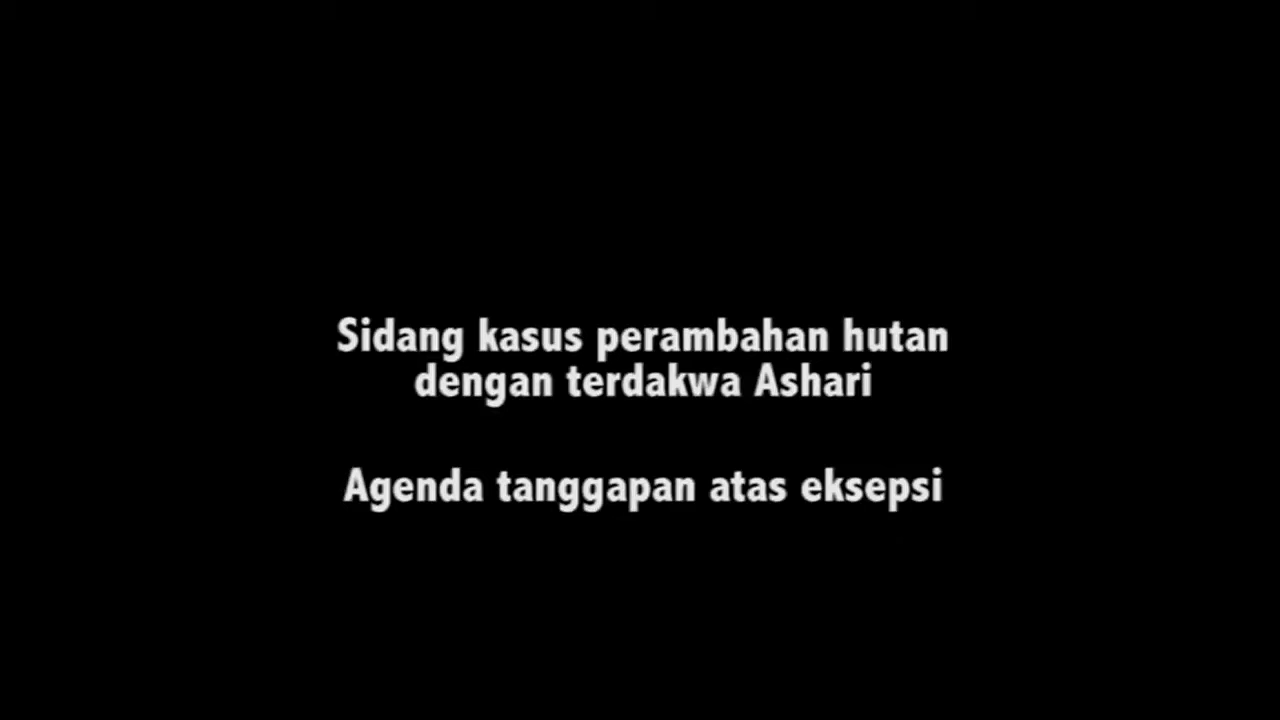 Sidang kasus perambahan hutan
dengan terdakwa Ashari
Agenda tanggapan atas eksepsi